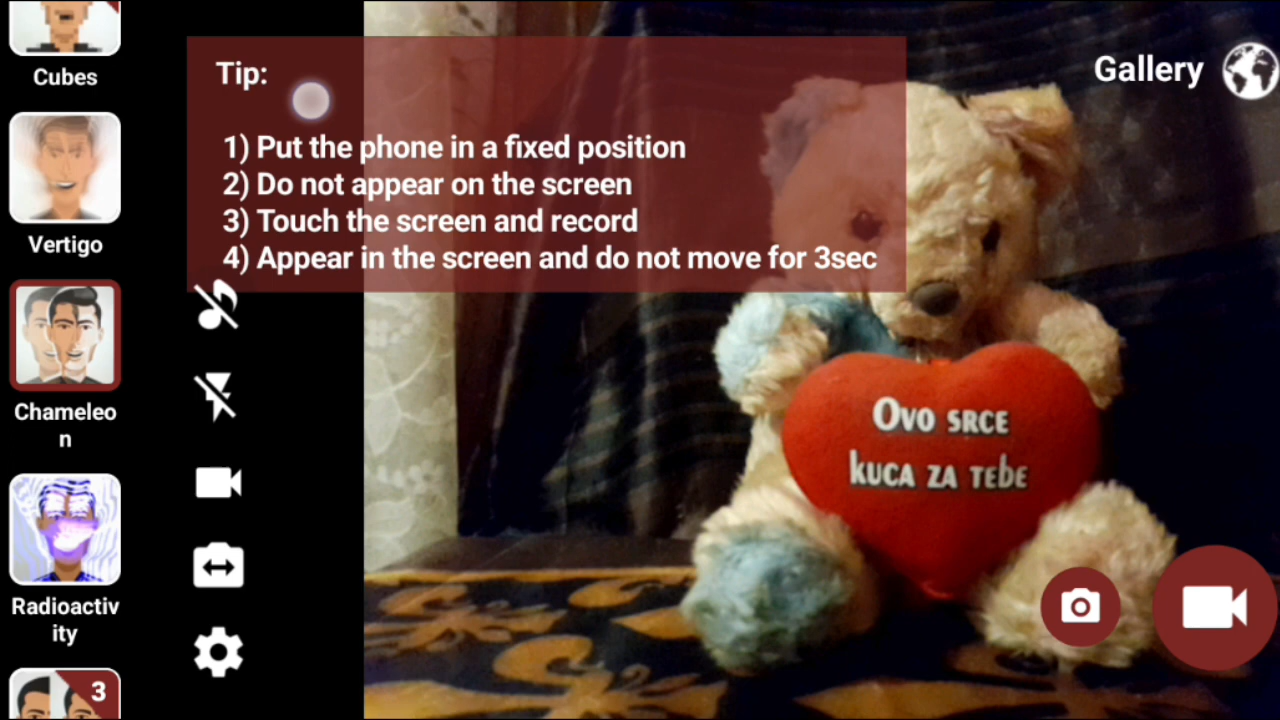 Cubes
Vertigo
Chameleo
n
Radioactiv
ity
3
Tip:
1) Put the phone in a fixed position
2) Do not appear on the screen
3) Touch the screen and record
4) Appear in the screen and do not move for 3sec
Gallery
Ovo srce
kuca za tebe